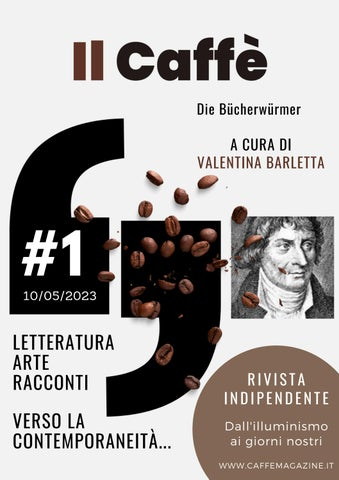 Il Caffè
Die Bücherwürmer
A CURA DI
VALENTINA BARLETTA
#1
10/05/2023
LETTERATURA
ARTE
RACCONTI
VERSO LA
CONTEMPORANEITÀ...
RIVISTA
INDIPENDENTE
Dall'illuminismo
ai giorni nostri
WWW.CAFFEMAGAZINE.IT